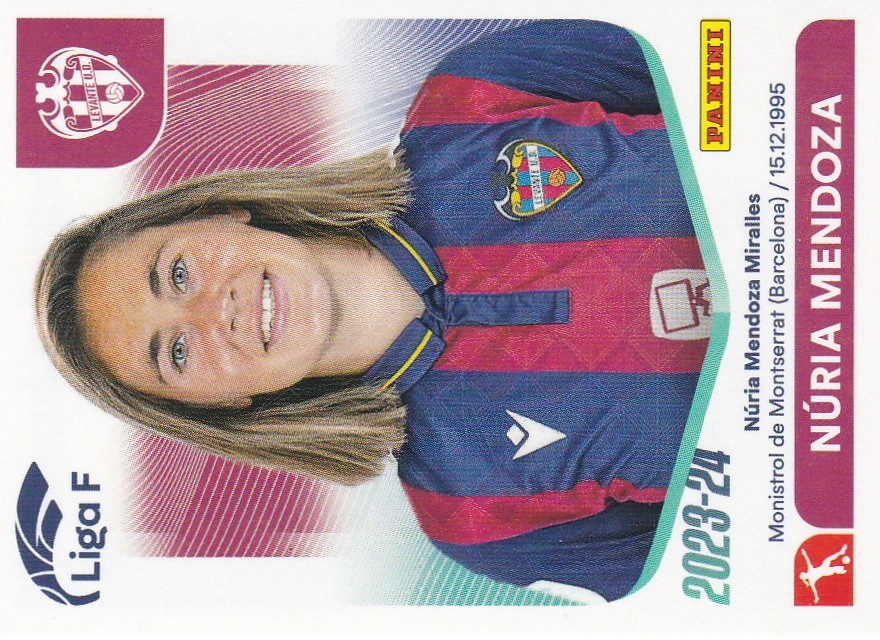 Liga F
LEVANTE U.D.
LEVANTE U.D.
2023-24
PANINI
Núria Mendoza Miralles
Monistrol de Montserrat (Barcelona) / 15.12.1995
NÚRIA MENDOZA